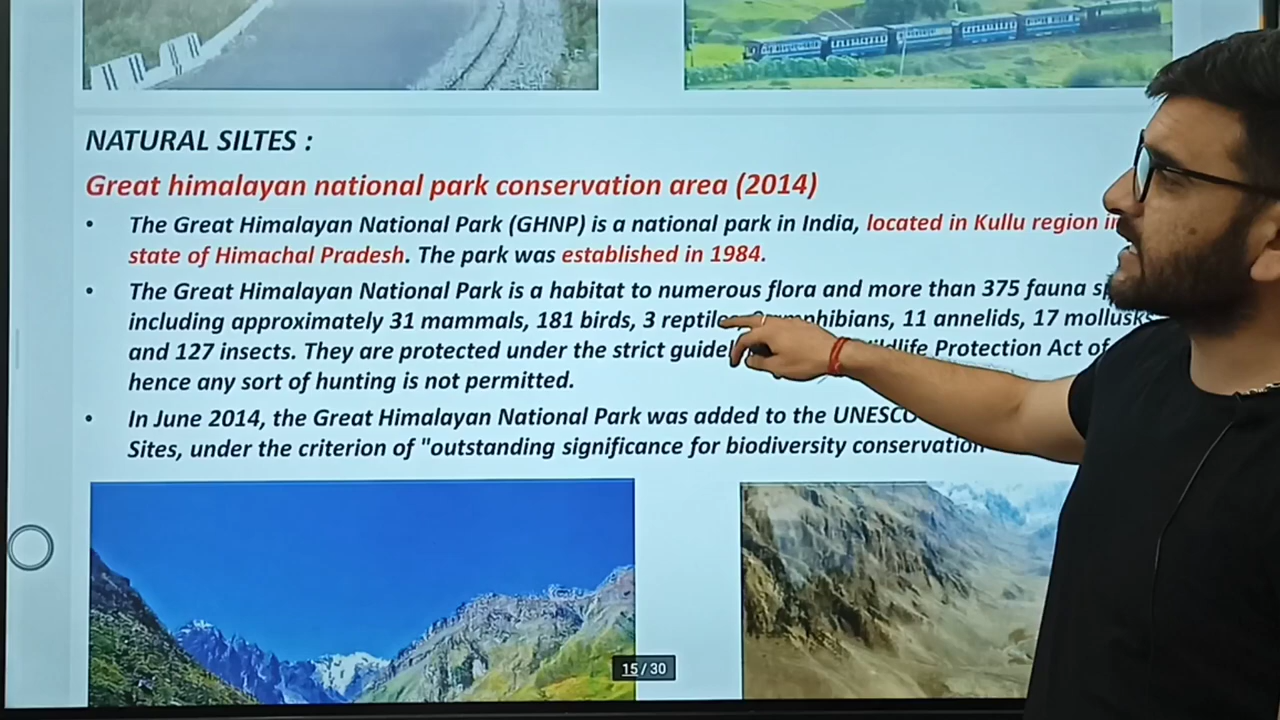 NATURAL SILTES :
Great himalayan national park conservation area (2014)
• The Great Himalayan National Park (GHNP) is a national park in India, located in Kullu region in
state of Himachal Pradesh. The park was established in 1984.
• The Great Himalayan National Park is a habitat to numerous flora and more than 375 fauna
including approximately 31 mammals, 181 birds, 3 reptiles, amphibians, 11 annelids, 17 mollusks
and 127 insects. They are protected under the strict Wildlife Protection Act of
hence any sort of hunting is not permitted.
• In June 2014, the Great Himalayan National Park was added to the UNESCO
Sites, under the criterion of "outstanding significance for biodiversity conservation
15/30